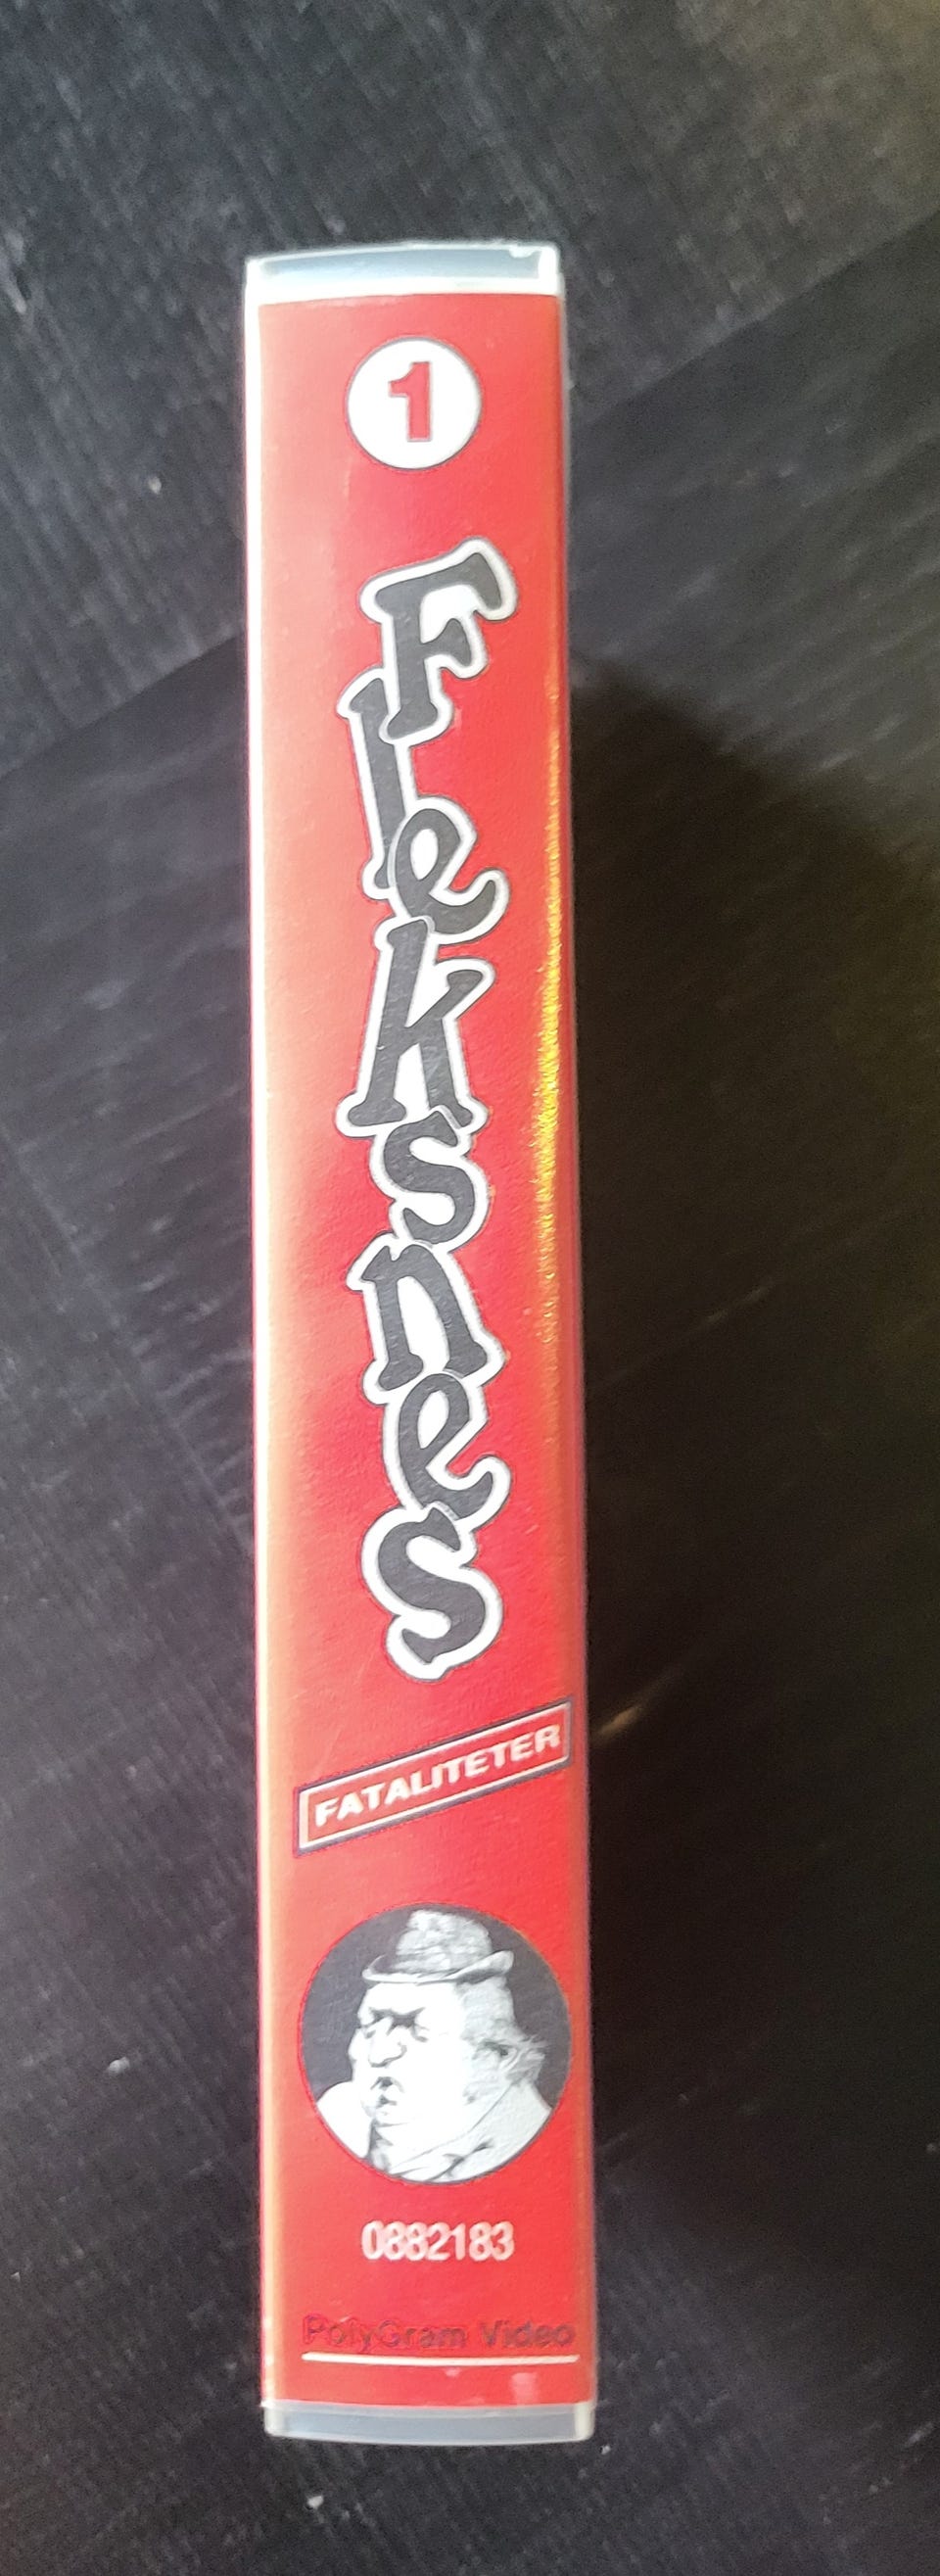 1
Fleksnes
FATALITETER
0882183
PolyGram Video